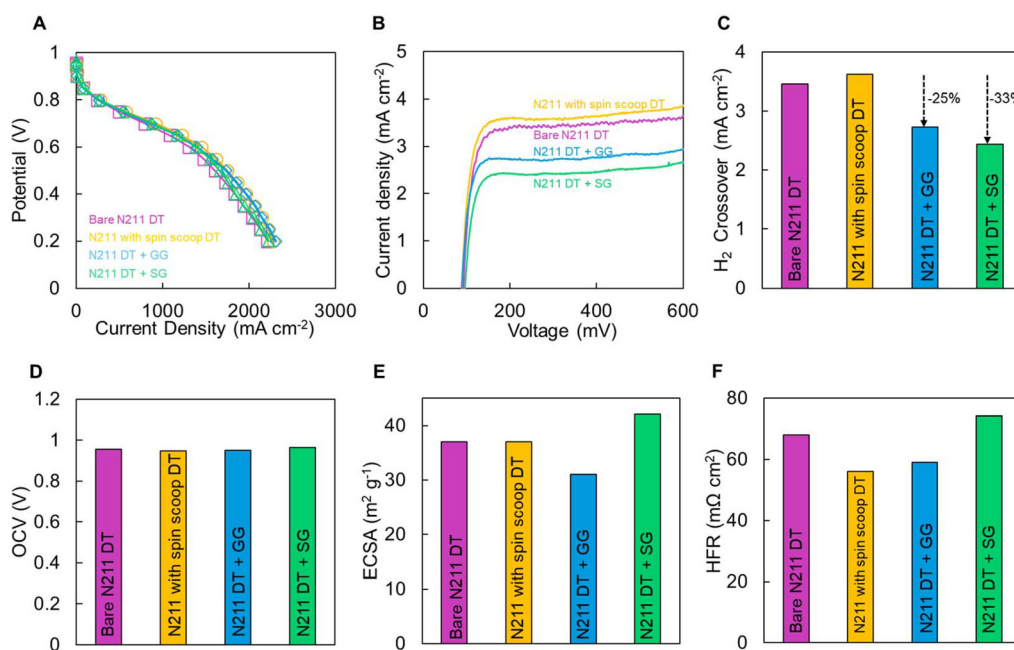 A
Potential (V)
1
0.8
0.6
0.4
0.2
0
Bare N211 DT
N211 with spin scoop DT
N211 DT + GG
N211 DT + SG
0
1000
2000
3000
Current Density (mA cm-2)
B
Current density (mA cm-2)
5
4
3
2
1
0
N211 with spin scoop DT
Bare N211 DT
N211 DT + GG
N211 DT + SG
0
200
400
600
Voltage (mV)
C
H2 Crossover (mA cm-2)
4
3
2
1
0
-25%
-33%
Bare N211 DT
N211 with spin scoop DT
N211 DT + GG
N211 DT + SG
D
OCV (V)
1.2
1
0.8
0.6
0.4
0.2
0
Bare N211 DT
N211 with spin scoop DT
N211 DT + GG
N211 DT + SG
E
ECSA (m2 g-1)
45
30
15
0
Bare N211 DT
N211 with spin scoop DT
N211 DT + GG
N211 DT + SG
F
HFR (mΩ cm2)
80
60
40
20
0
Bare N211 DT
N211 with spin scoop DT
N211 DT + GG
N211 DT + SG